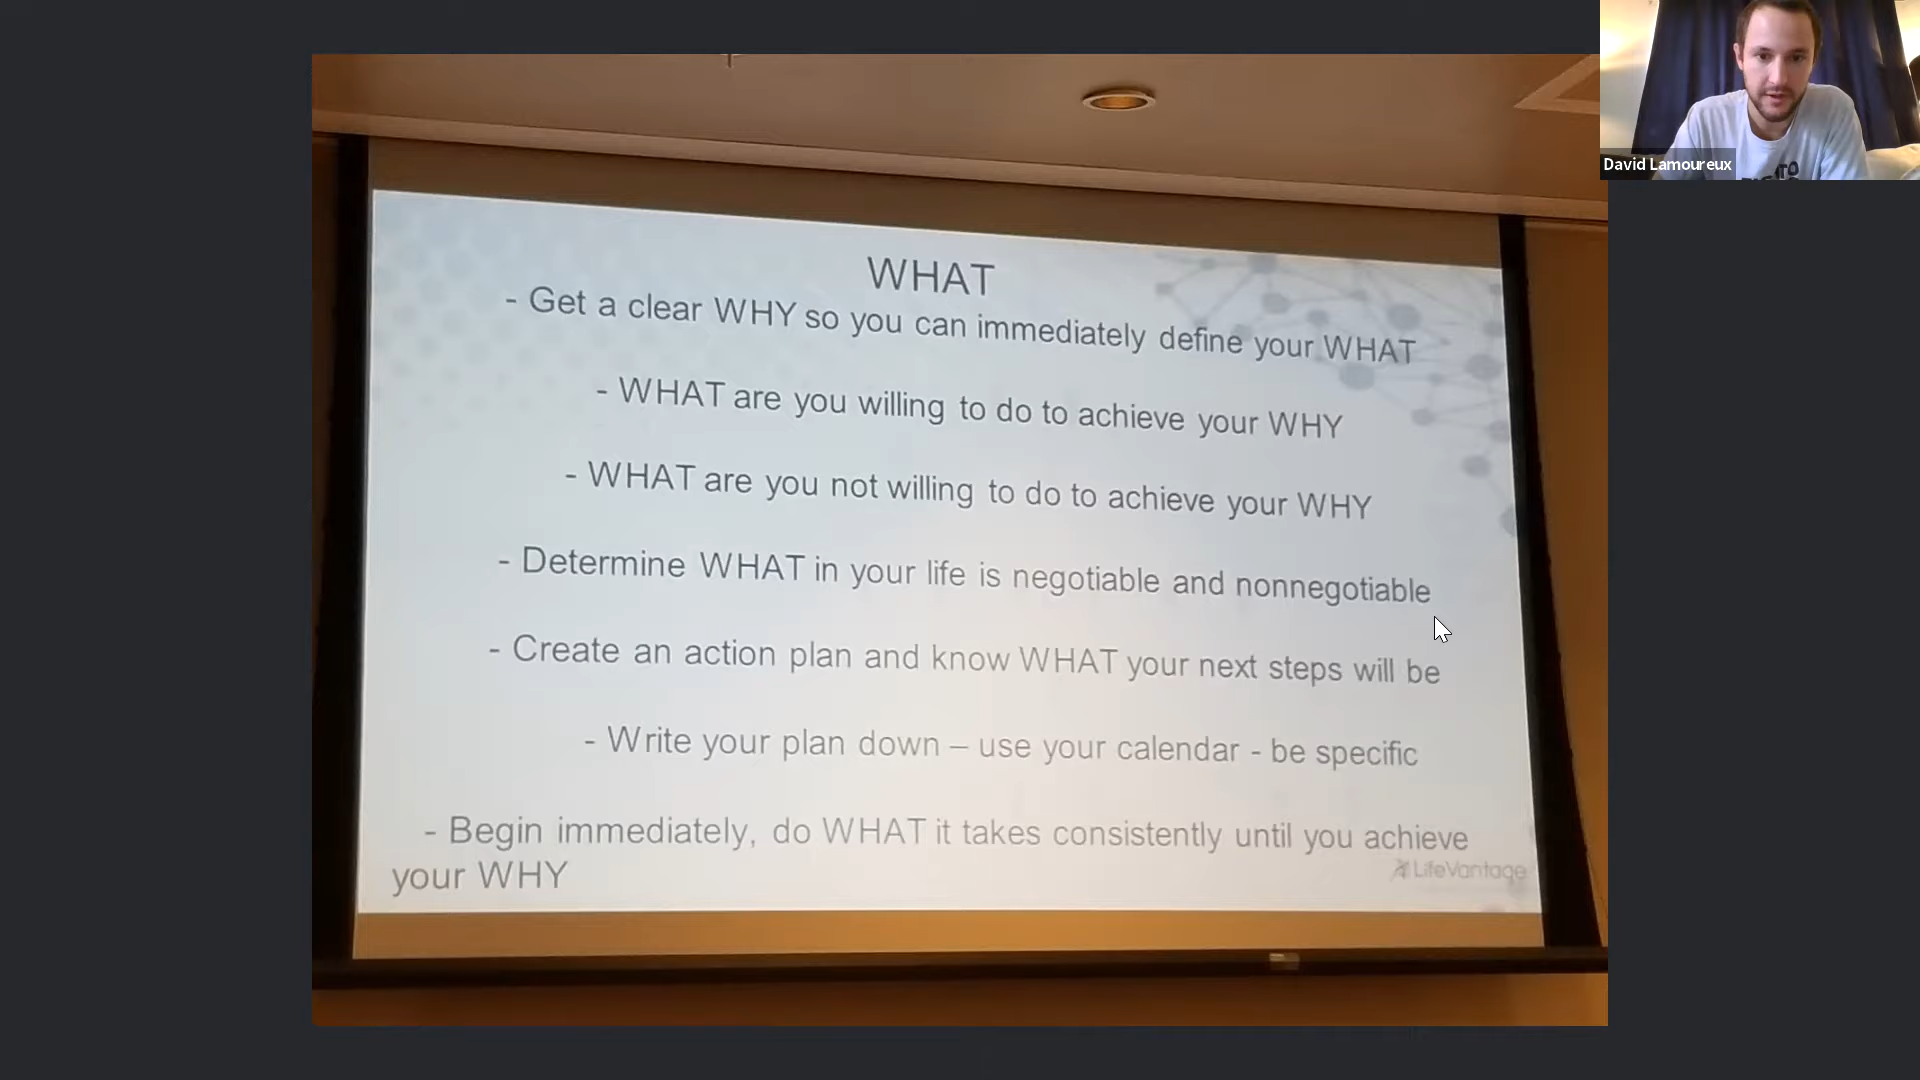 David Lamoureux
WHAT
- Get a clear WHY so you can immediately define your WHAT
- WHAT are you willing to do to achieve your WHY
- WHAT are you not willing to do to achieve your WHY
- Determine WHAT in your life is negotiable and nonnegotiable
- Create an action plan and know WHAT your next steps will be
- Write your plan down – use your calendar - be specific
- Begin immediately, do WHAT it takes consistently until you achieve
your WHY
LifeVantage